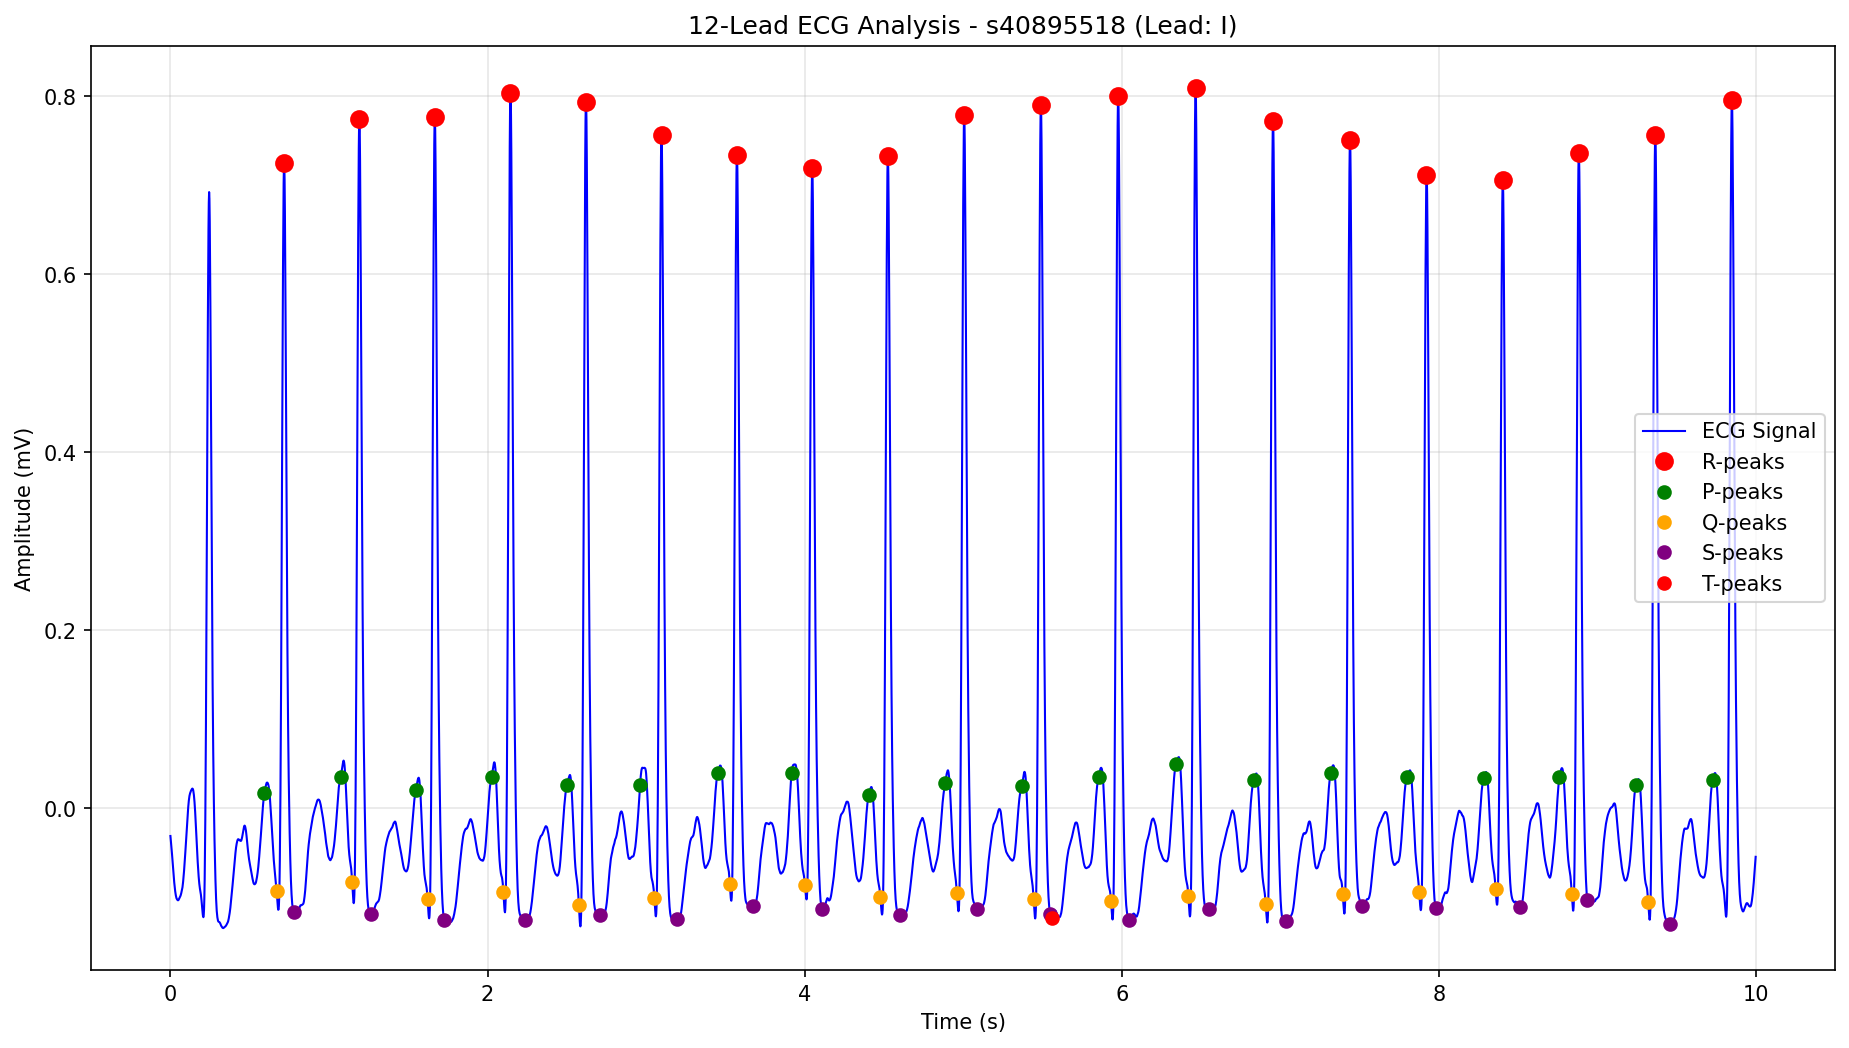 12-Lead ECG Analysis - s40895518 (Lead: I)
Amplitude (mV)
0.8
0.6
0.4
0.2
0.0
ECG Signal
R-peaks
P-peaks
Q-peaks
S-peaks
T-peaks
0 2 4 6 8 10
Time (s)